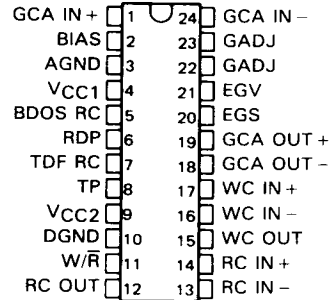 GCA IN + 1 24 GCA IN −
BIAS 2 23 GADJ
AGND 3 22 GADJ
VCC1 4 21 EGV
BDOS RC 5 20 EGS
RDP 6 19 GCA OUT +
TDF RC 7 18 GCA OUT −
TP 8 17 WC IN +
VCC2 9 16 WC IN −
DGND 10 15 WC OUT
W/R̅ 11 14 RC IN +
RC OUT 12 13 RC IN −